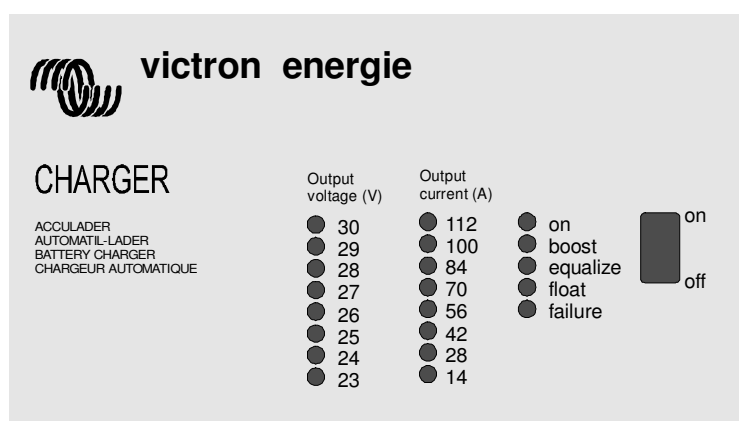 victron energie
CHARGER
ACCULADER
AUTOMATIL-LADER
BATTERY CHARGER
CHARGEUR AUTOMATIQUE
Output
voltage (V)
30
29
28
27
26
25
24
23
Output
current (A)
112
100
84
70
56
42
28
14
on
boost
equalize
float
failure
on
off